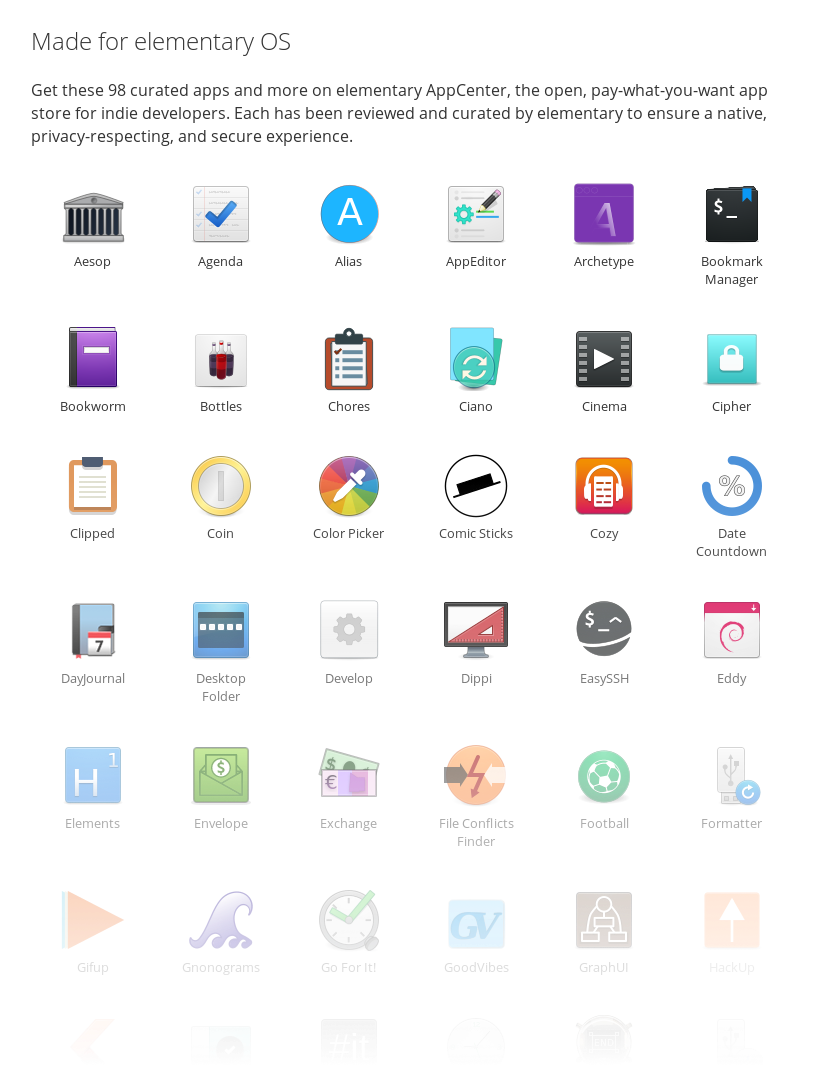 Made for elementary OS
Get these 98 curated apps and more on elementary AppCenter, the open, pay-what-you-want app
store for indie developers. Each has been reviewed and curated by elementary to ensure a native,
privacy-respecting, and secure experience.
A
$_
Aesop
Agenda
Alias
AppEditor
Archetype
Bookmark
Manager
Bookworm
Bottles
Chores
Ciano
Cinema
Cipher
%
Clipped
Coin
Color Picker
Comic Sticks
Cozy
Date
Countdown
7
$_^
DayJournal
Desktop
Folder
Develop
Dippi
EasySSH
Eddy
H 1
$
$
€
Elements
Envelope
Exchange
File Conflicts
Finder
Football
Formatter
GV
Gifup
Gnonograms
Go For It!
GoodVibes
GraphUI
HackUp
#it